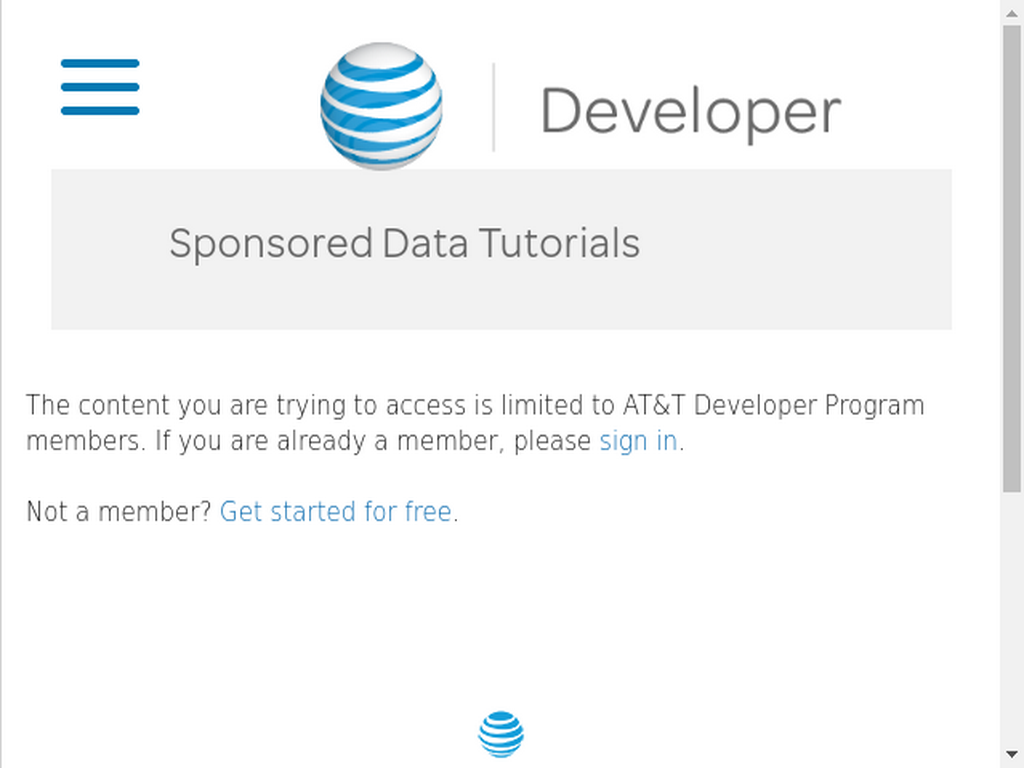 Developer
Sponsored Data Tutorials
The content you are trying to access is limited to AT&T Developer Program
members. If you are already a member, please sign in.
Not a member? Get started for free.